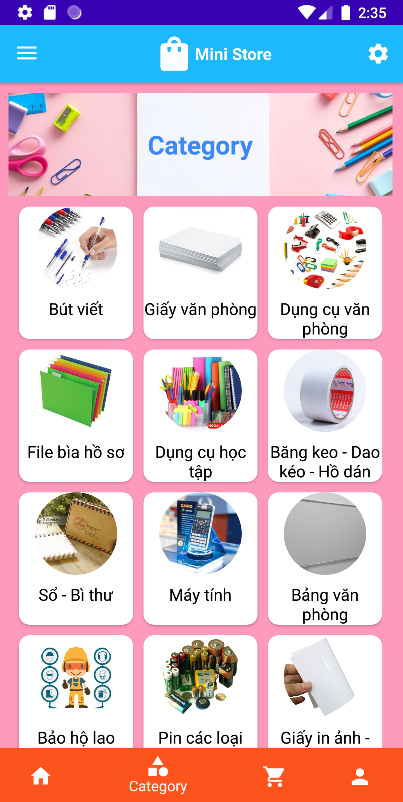 2:35
Mini Store
Category
Bút viết
Giấy văn phòng
Dụng cụ văn
phòng
File bìa hồ sơ
Dụng cụ học
tập
Băng keo - Dao
kéo - Hồ dán
Sổ - Bì thư
Máy tính
Bảng văn
phòng
CASIO
Bảo hộ lao
Pin các loại
Giấy in ảnh -
Category